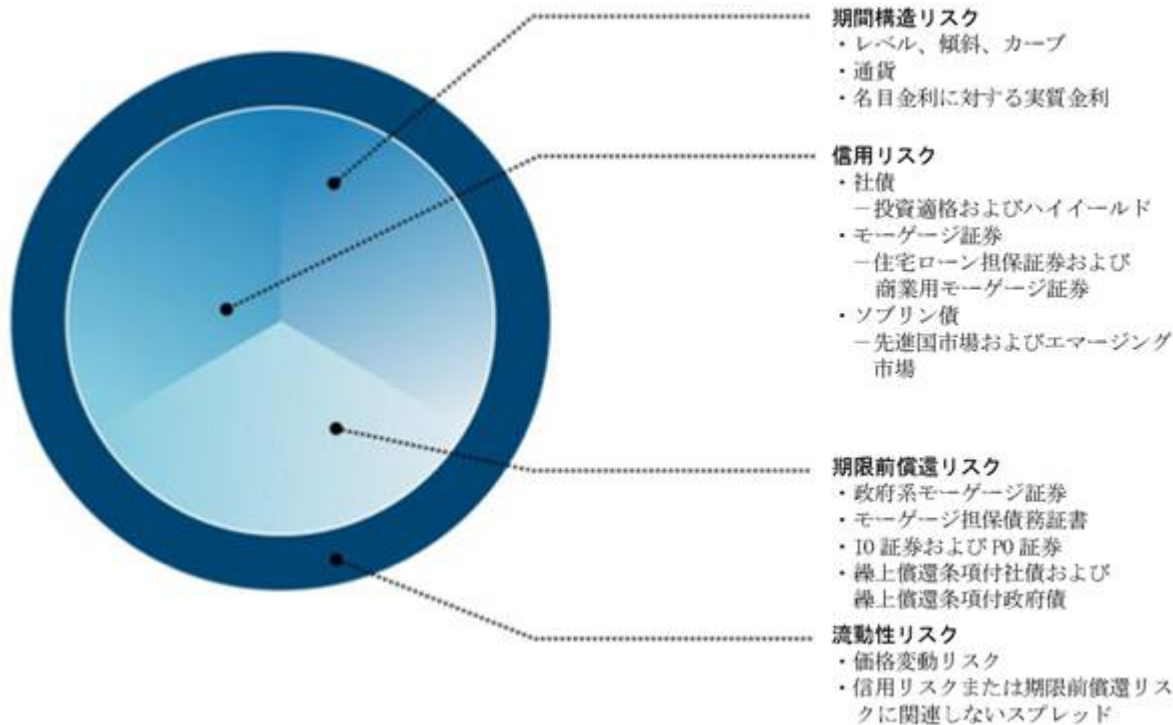 期間構造リスク
・レベル、傾斜、カーブ
・通貨
・名目金利に対する実質金利
信用リスク
・社債
－投資適格およびハイイールド
・モーゲージ証券
－住宅ローン担保証券および
商業用モーゲージ証券
・ソブリン債
－先進国市場およびエマージング
市場
期限前償還リスク
・政府系モーゲージ証券
・モーゲージ担保債務証書
・IO 証券および PO 証券
・繰上償還条項付社債および
繰上償還条項付政府債
流動性リスク
・価格変動リスク
・信用リスクまたは期限前償還リス
クに関連しないスプレッド